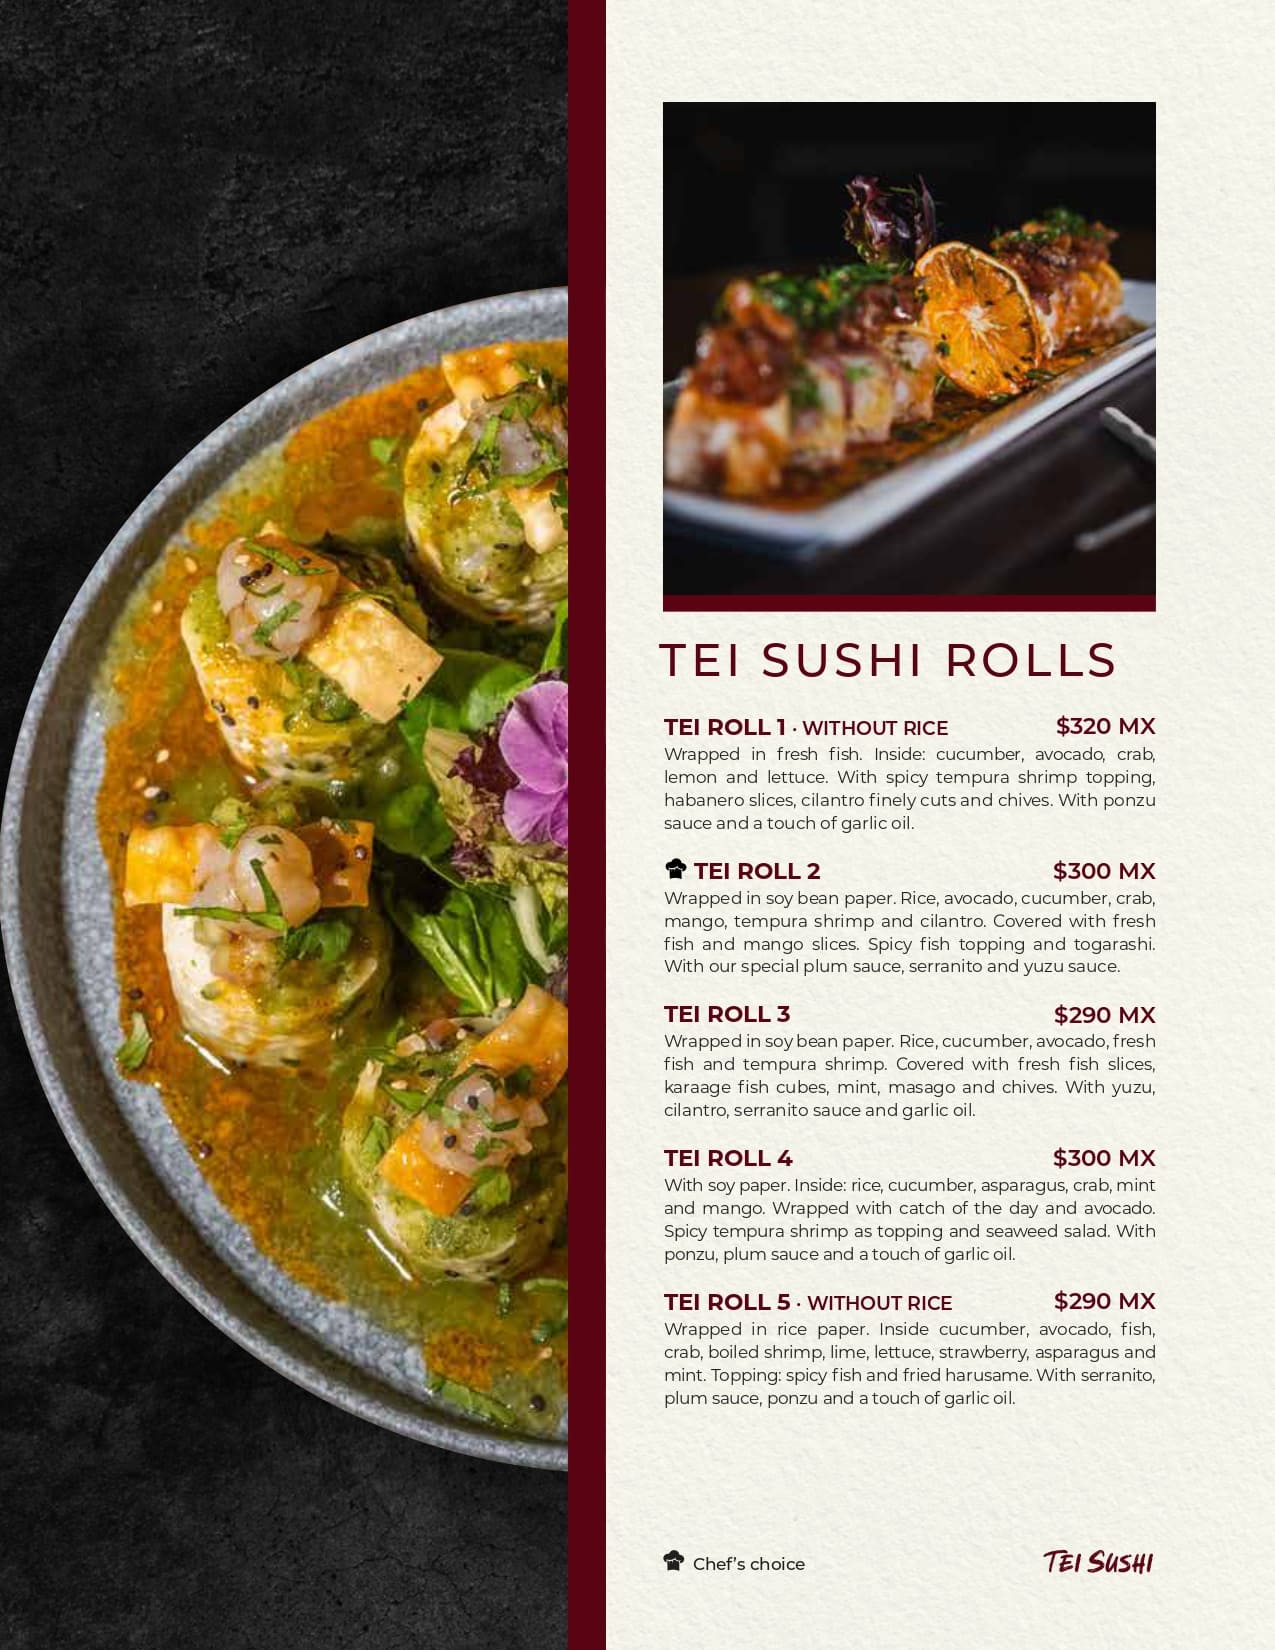 TEI SUSHI ROLLS
TEI ROLL 1 · WITHOUT RICE $320 MX
Wrapped in fresh fish. Inside: cucumber, avocado, crab,
lemon and lettuce. With spicy tempura shrimp topping,
habanero slices, cilantro finely cuts and chives. With ponzu
sauce and a touch of garlic oil.
TEI ROLL 2 $300 MX
Wrapped in soy bean paper. Rice, avocado, cucumber, crab,
mango, tempura shrimp and cilantro. Covered with fresh
fish and mango slices. Spicy fish topping and togarashi.
With our special plum sauce, serranito and yuzu sauce.
TEI ROLL 3 $290 MX
Wrapped in soy bean paper. Rice, cucumber, avocado, fresh
fish and tempura shrimp. Covered with fresh fish slices,
karaage fish cubes, mint, masago and chives. With yuzu,
cilantro, serranito sauce and garlic oil.
TEI ROLL 4 $300 MX
With soy paper. Inside: rice, cucumber, asparagus, crab, mint
and mango. Wrapped with catch of the day and avocado.
Spicy tempura shrimp as topping and seaweed salad. With
ponzu, plum sauce and a touch of garlic oil.
TEI ROLL 5 · WITHOUT RICE $290 MX
Wrapped in rice paper. Inside cucumber, avocado, fish,
crab, boiled shrimp, lime, lettuce, strawberry, asparagus and
mint. Topping: spicy fish and fried harusame. With serranito,
plum sauce, ponzu and a touch of garlic oil.
Chef's choice
TEI SUSHI